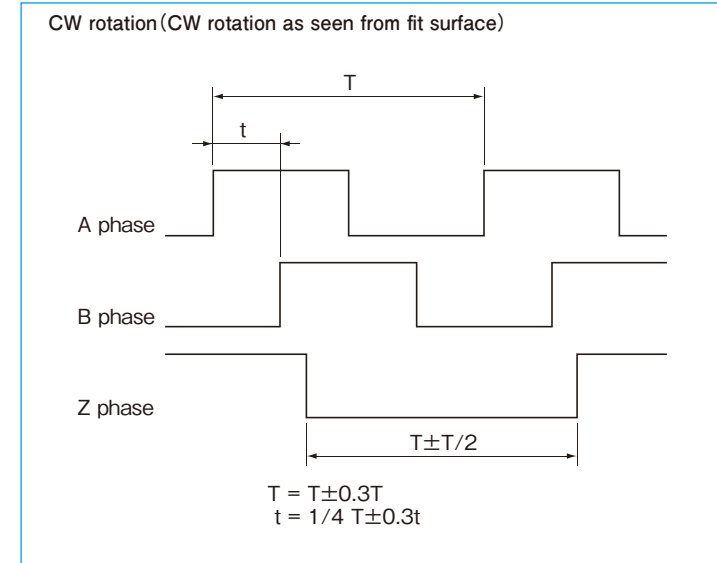 CW rotation(CW rotation as seen from fit surface)
T
t
A phase
B phase
Z phase
T±T/2
T = T±0.3T
t = 1/4 T±0.3t